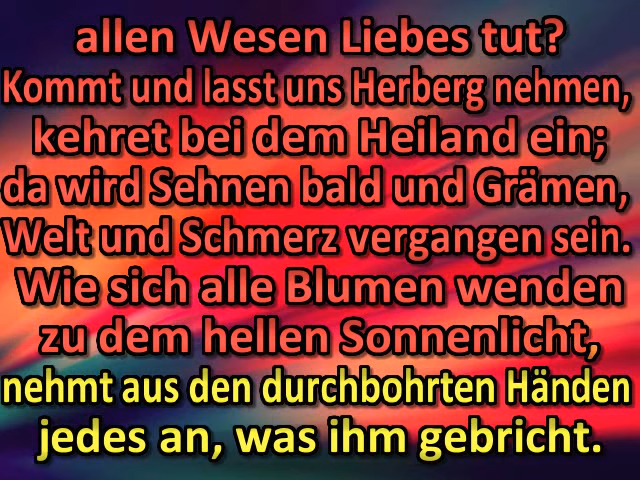 allen Wesen Liebes tut?
Kommt und lasst uns Herberg nehmen,
kehret bei dem Heiland ein;
da wird Sehnen bald und Grämen,
Welt und Schmerz vergangen sein.
Wie sich alle Blumen wenden
zu dem hellen Sonnenlicht,
nehmt aus den durchbohrten Händen
jedes an, was ihm gebricht.